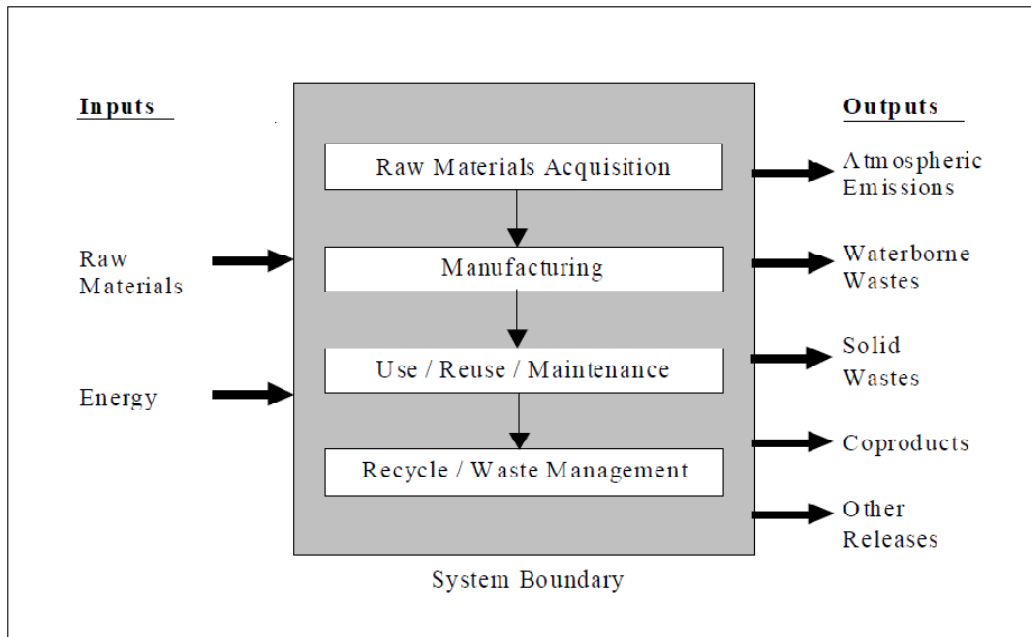 Inputs
Raw
Materials
Energy
Raw Materials Acquisition
Manufacturing
Use / Reuse / Maintenance
Recycle / Waste Management
System Boundary
Outputs
Atmospheric
Emissions
Waterborne
Wastes
Solid
Wastes
Coproducts
Other
Releases